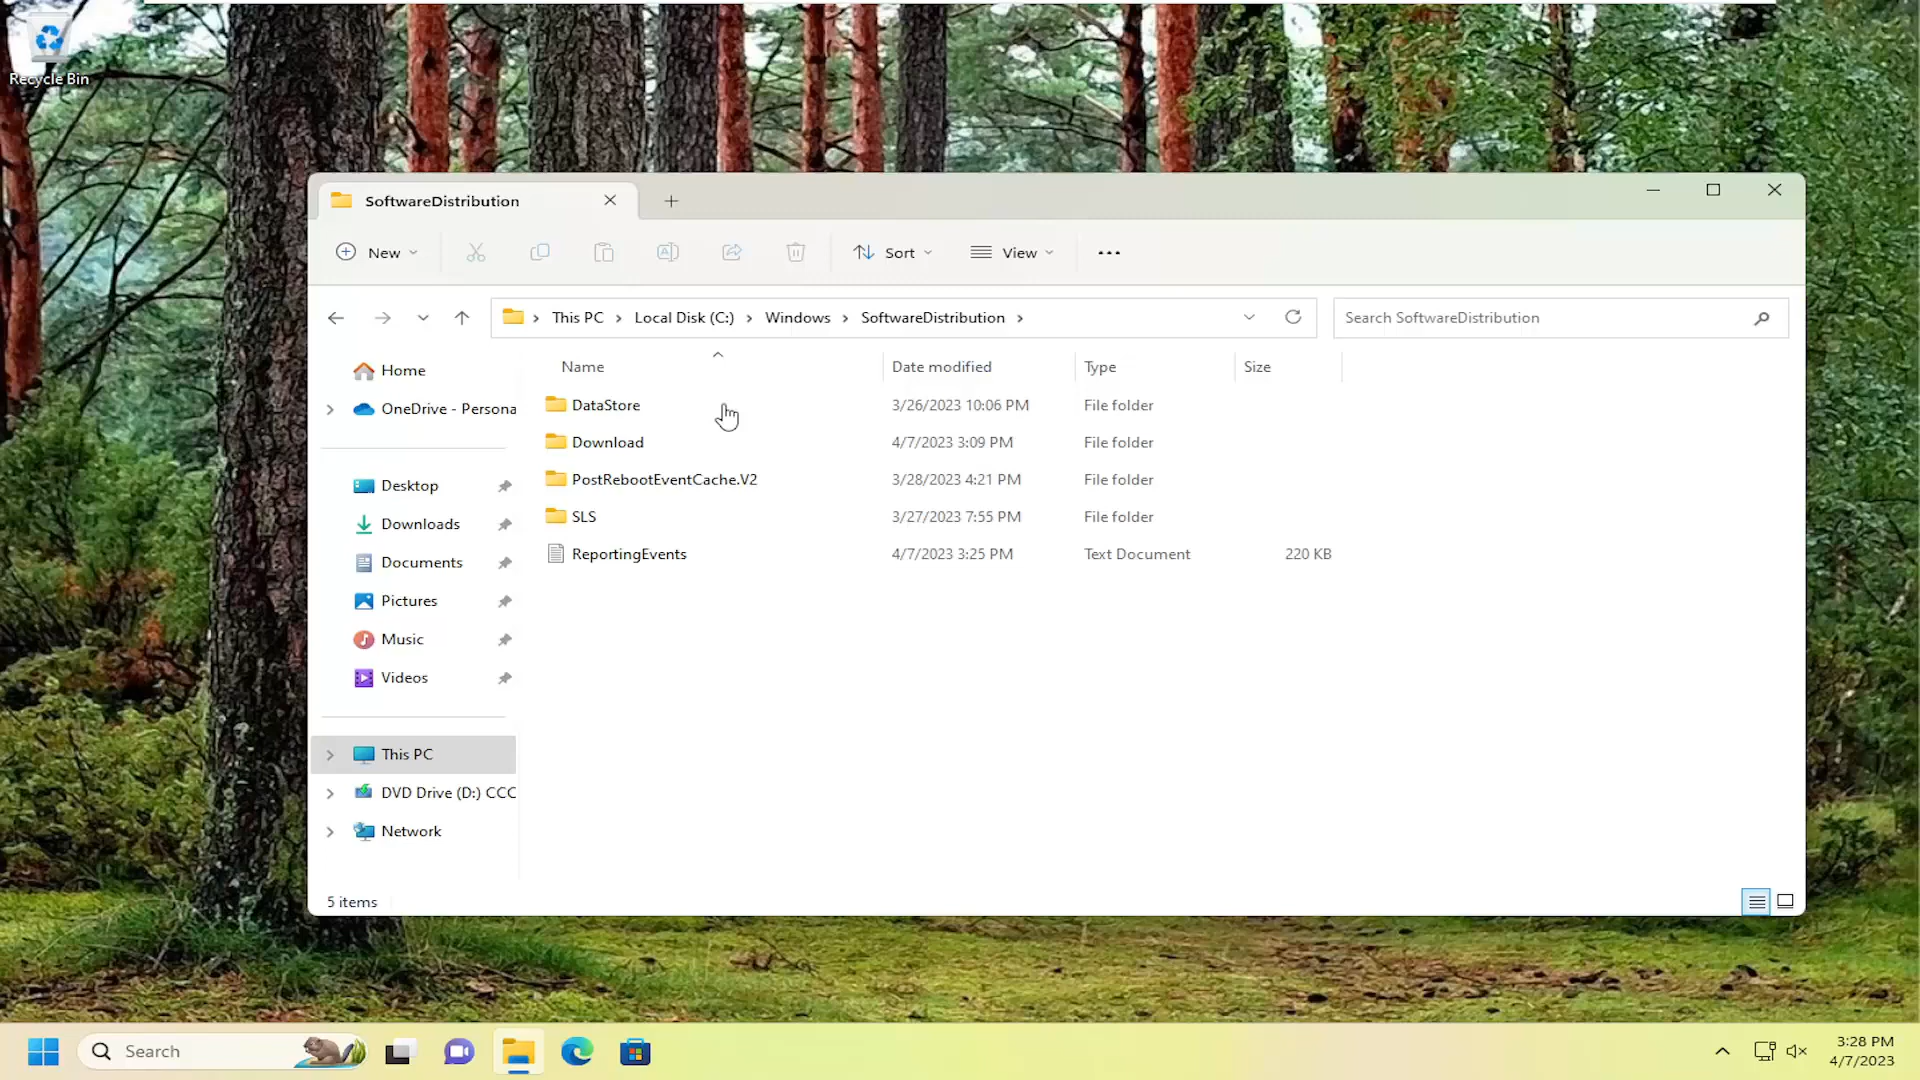 Recycle Bin
SoftwareDistribution
New
Sort
View
This PC
Local Disk (C:)
Windows
SoftwareDistribution
Search SoftwareDistribution
Name
Date modified
Type
Size
Home
OneDrive - Persona
Desktop
Downloads
Documents
Pictures
Music
Videos
This PC
DVD Drive (D:) CCC
Network
DataStore 3/26/2023 10:06 PM File folder
Download 4/7/2023 3:09 PM File folder
PostRebootEventCache.V2 3/28/2023 4:21 PM File folder
SLS 3/27/2023 7:55 PM File folder
ReportingEvents 4/7/2023 3:25 PM Text Document 220 KB
5 items
Search
3:28 PM
4/7/2023